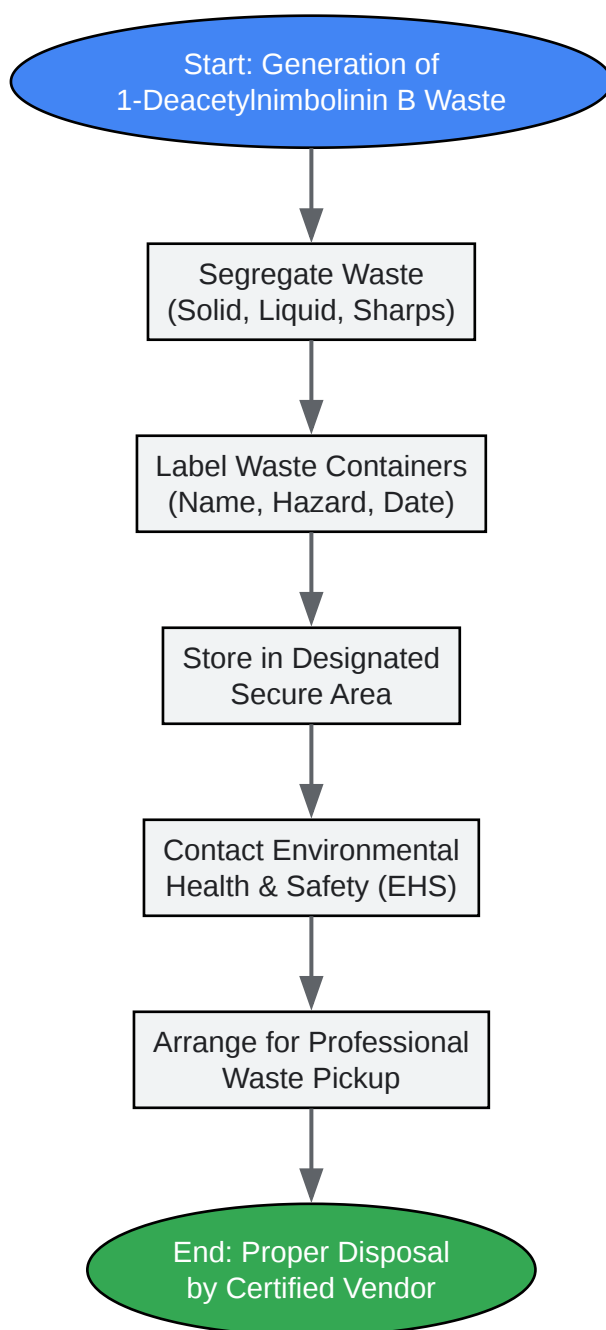 Start: Generation of
1-Deacetylnimbolinin B Waste
Segregate Waste
(Solid, Liquid, Sharps)
Label Waste Containers
(Name, Hazard, Date)
Store in Designated
Secure Area
Contact Environmental
Health & Safety (EHS)
Arrange for Professional
Waste Pickup
End: Proper Disposal
by Certified Vendor